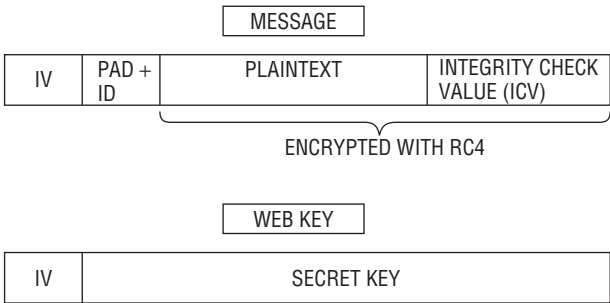 MESSAGE
IV
PAD +
ID
PLAINTEXT
INTEGRITY CHECK
VALUE (ICV)
ENCRYPTED WITH RC4
WEB KEY
IV
SECRET KEY